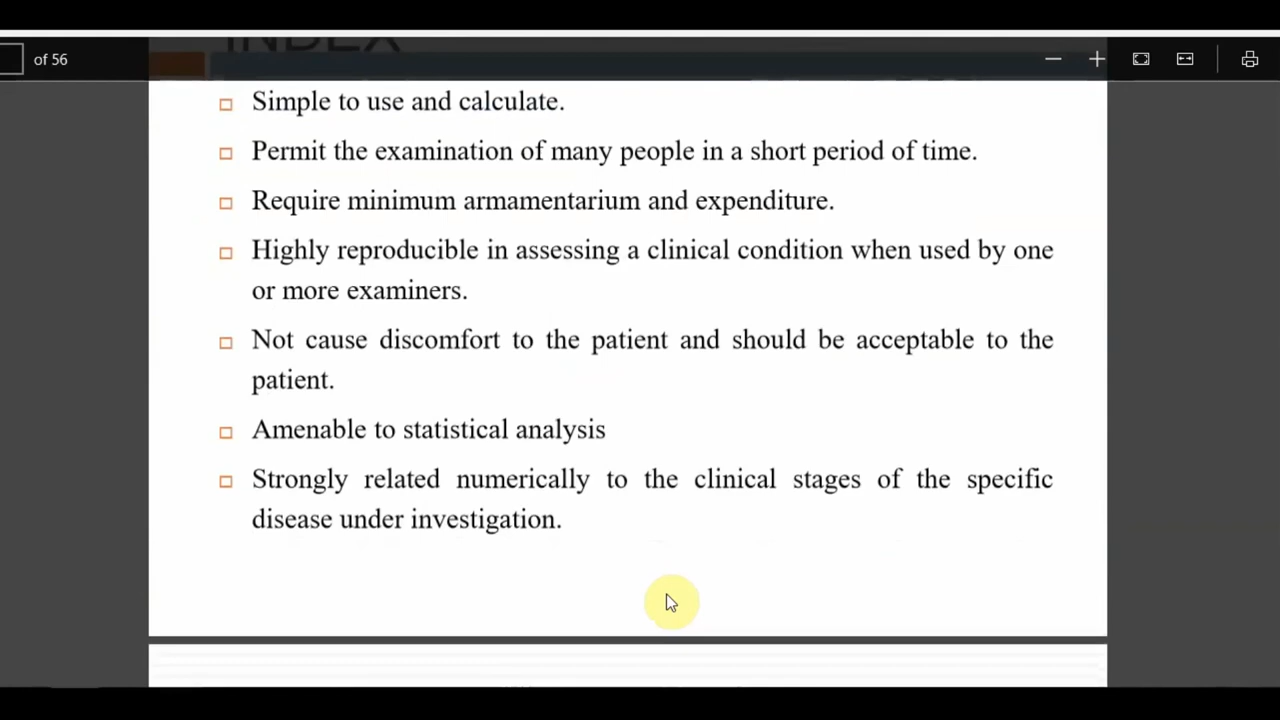 INDEX
of 56
Simple to use and calculate.
Permit the examination of many people in a short period of time.
Require minimum armamentarium and expenditure.
Highly reproducible in assessing a clinical condition when used by one
or more examiners.
Not cause discomfort to the patient and should be acceptable to the
patient.
Amenable to statistical analysis
Strongly related numerically to the clinical stages of the specific
disease under investigation.